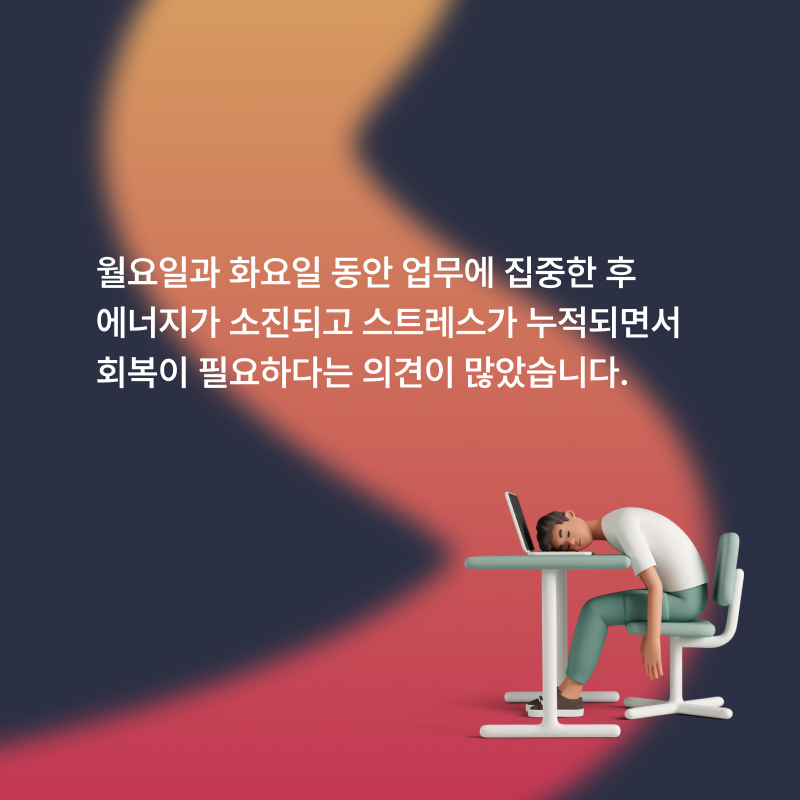 월요일과 화요일 동안 업무에 집중한 후
에너지가 소진되고 스트레스가 누적되면서
회복이 필요하다는 의견이 많았습니다.